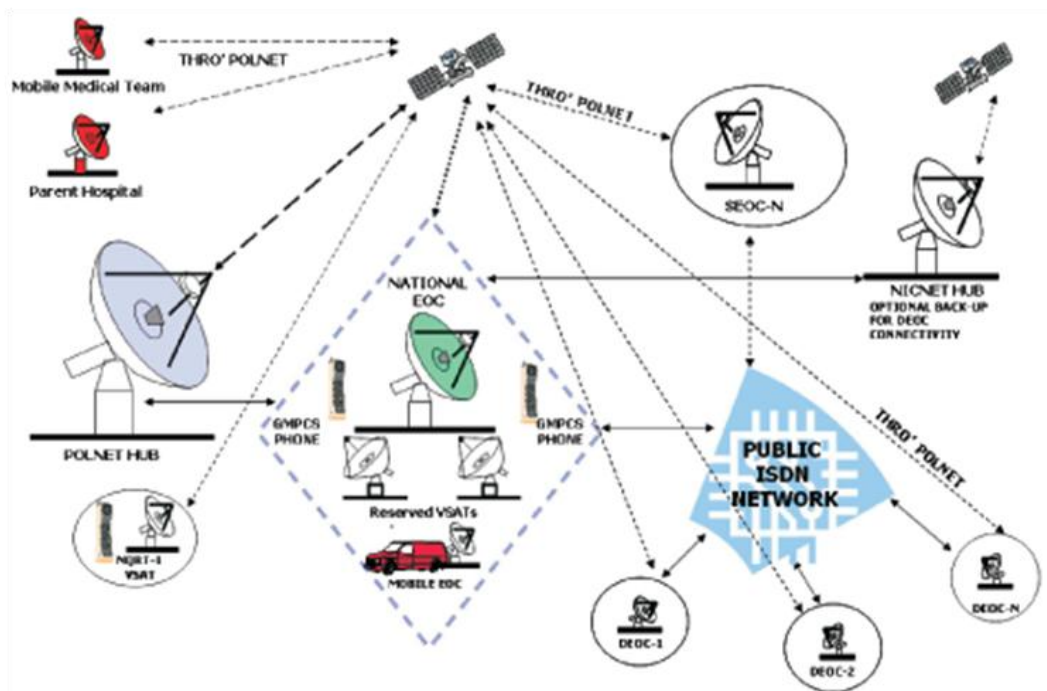 THRO' POLNET
Mobile Medical Team
Parent Hospital
THRO' POLNET
SEOC-N
NICNET HUB
OPTIONAL BACK-UP
FOR DEOC
CONNECTIVITY
NATIONAL
EOC
GMPCS
PHONE
GMPCS
PHONE
POLNET HUB
Reserved VSATs
MOBILE EOC
NQRT-1
VSAT
PUBLIC
ISDN
NETWORK
THRO' POLNET
DEOC-1
DEOC-2
DEOC-N